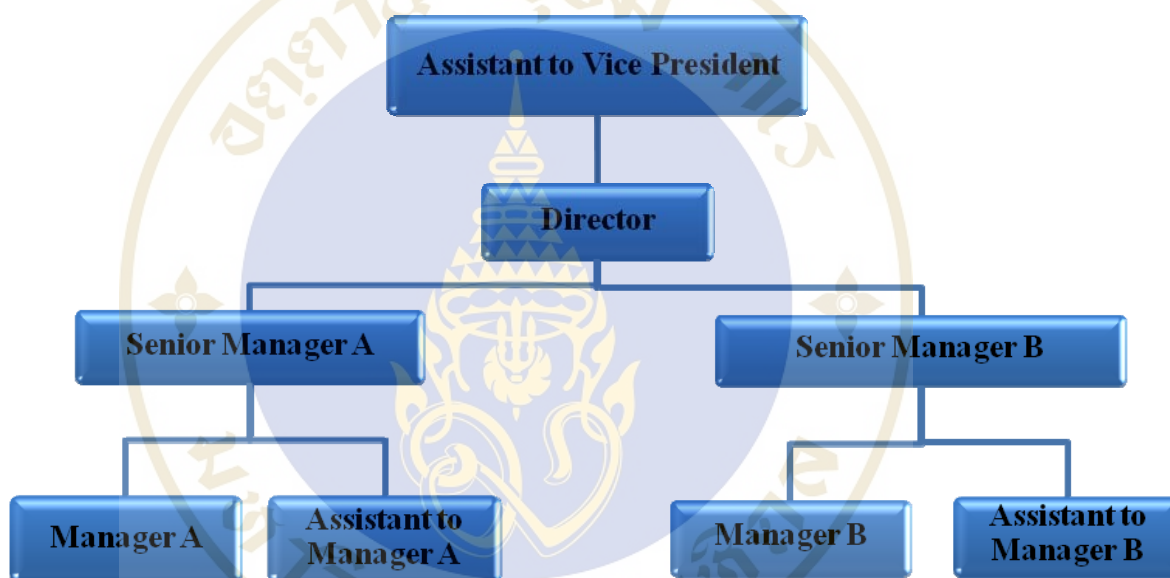 Assistant to Vice President
Director
Senior Manager A
Senior Manager B
Manager A
Assistant to
Manager A
Manager B
Assistant to
Manager B